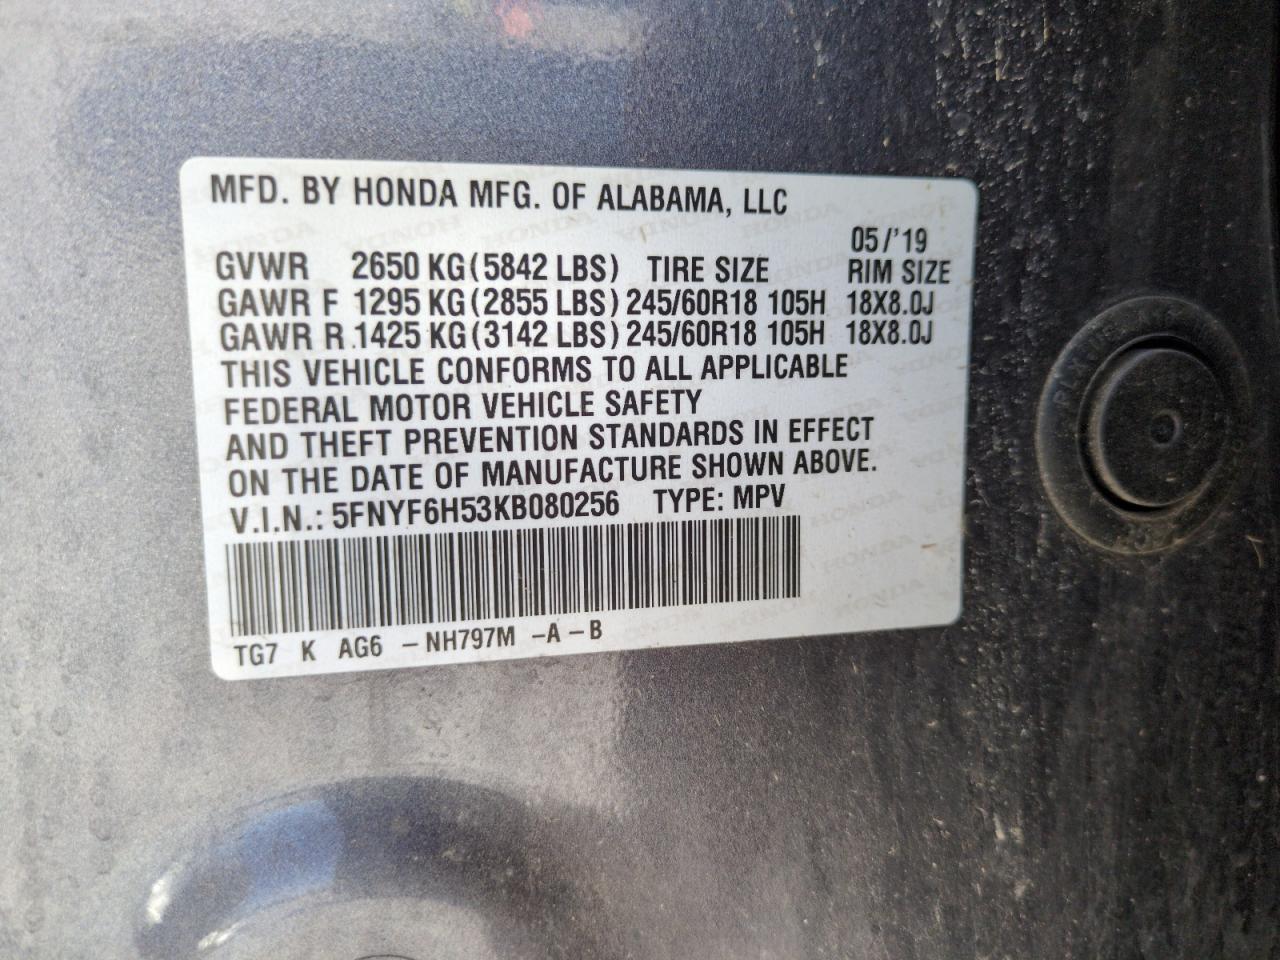 MFD. BY HONDA MFG. OF ALABAMA, LLC
05/'19
GVWR 2650 KG (5842 LBS) TIRE SIZE RIM SIZE
GAWR F 1295 KG (2855 LBS) 245/60R18 105H 18X8.0J
GAWR R 1425 KG (3142 LBS) 245/60R18 105H 18X8.0J
THIS VEHICLE CONFORMS TO ALL APPLICABLE
FEDERAL MOTOR VEHICLE SAFETY
AND THEFT PREVENTION STANDARDS IN EFFECT
ON THE DATE OF MANUFACTURE SHOWN ABOVE.
V.I.N.: 5FNYF6H53KB080256 TYPE: MPV
TG7 K AG6 -NH797M -A -B